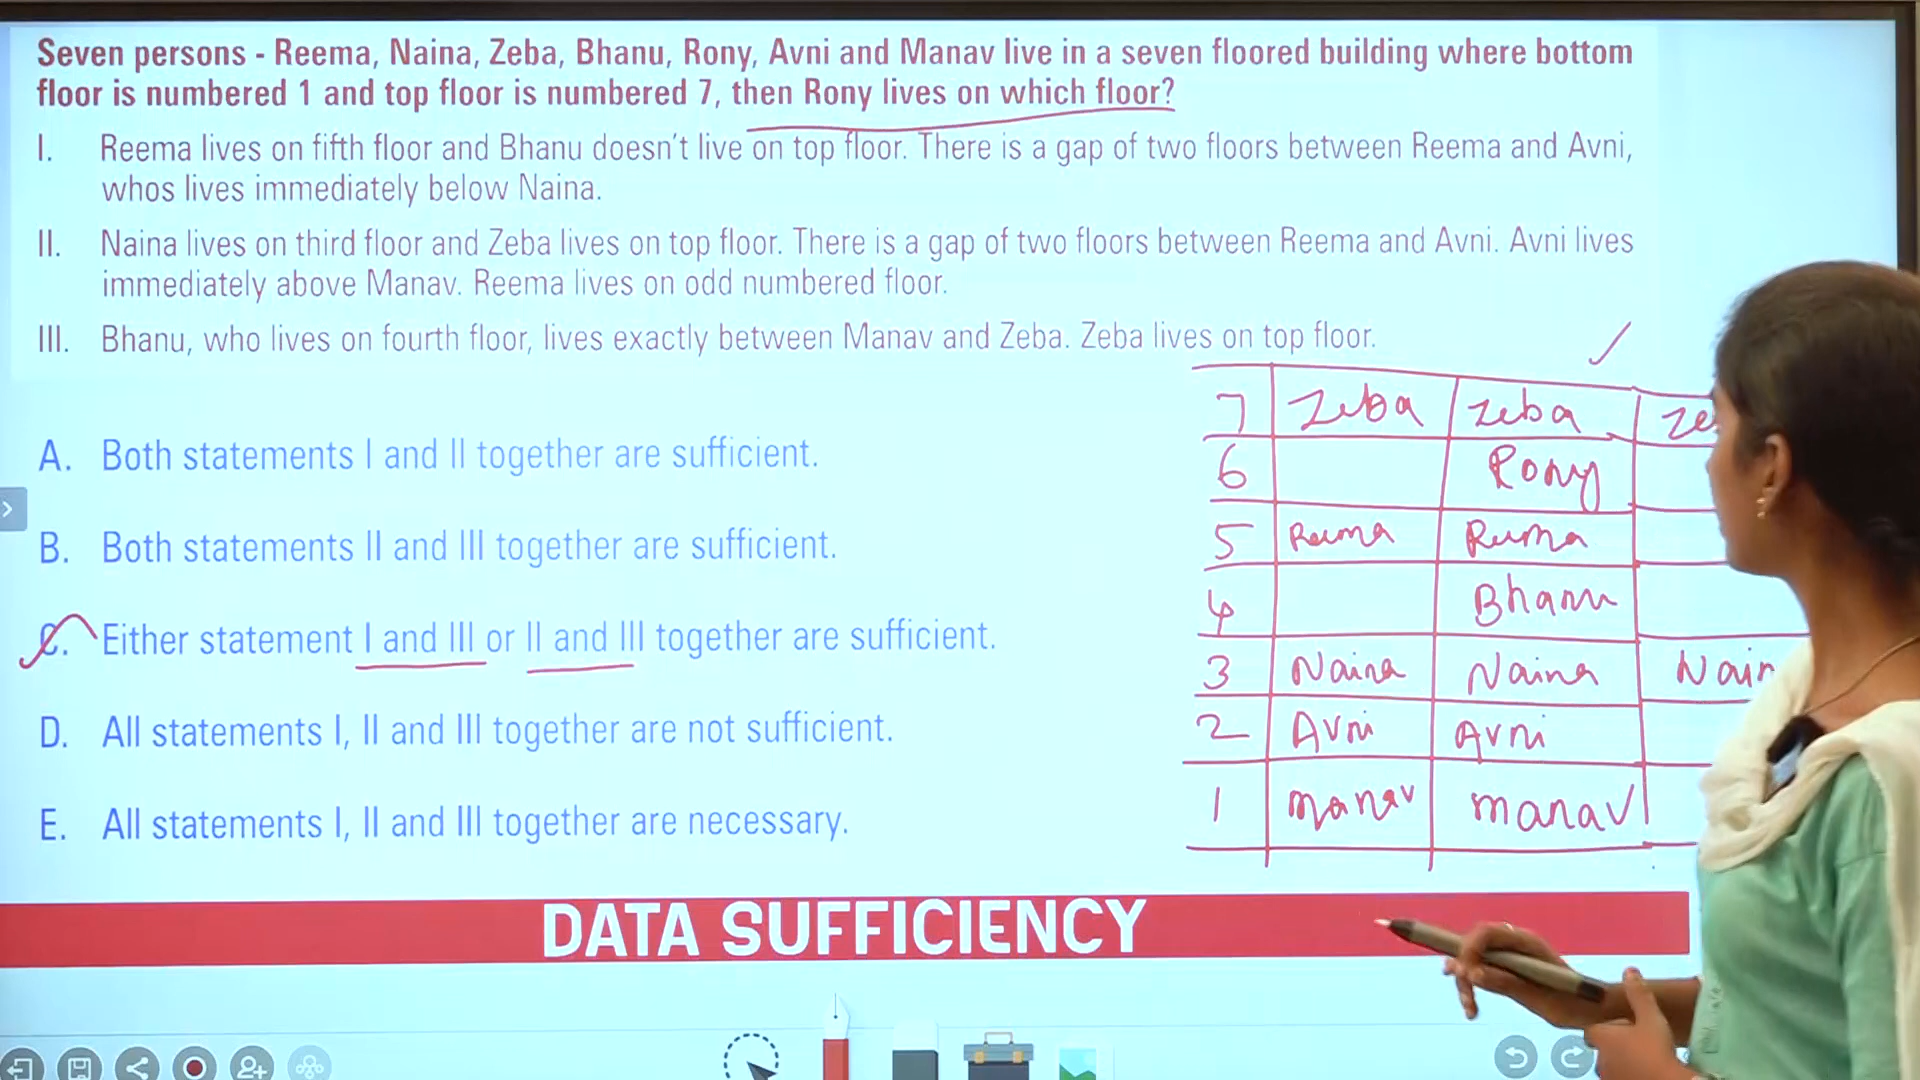 Seven persons - Reema, Naina, Zeba, Bhanu, Rony, Avni and Manav live in a seven floored building where bottom
floor is numbered 1 and top floor is numbered 7, then Rony lives on which floor?
I. Reema lives on fifth floor and Bhanu doesn't live on top floor. There is a gap of two floors between Reema and Avni,
whos lives immediately below Naina.
II. Naina lives on third floor and Zeba lives on top floor. There is a gap of two floors between Reema and Avni. Avni lives
immediately above Manav. Reema lives on odd numbered floor.
III. Bhanu, who lives on fourth floor, lives exactly between Manav and Zeba. Zeba lives on top floor.
A. Both statements I and II together are sufficient.
B. Both statements II and III together are sufficient.
C. Either statement I and III or II and III together are sufficient.
D. All statements I, II and III together are not sufficient.
E. All statements I, II and III together are necessary.
7 Zeba Zeba Ze
6 Rony
5 Reema Reema
4 Bhanu
3 Naina Naina Nain
2 Avni Avni
1 Manav Manav
DATA SUFFICIENCY